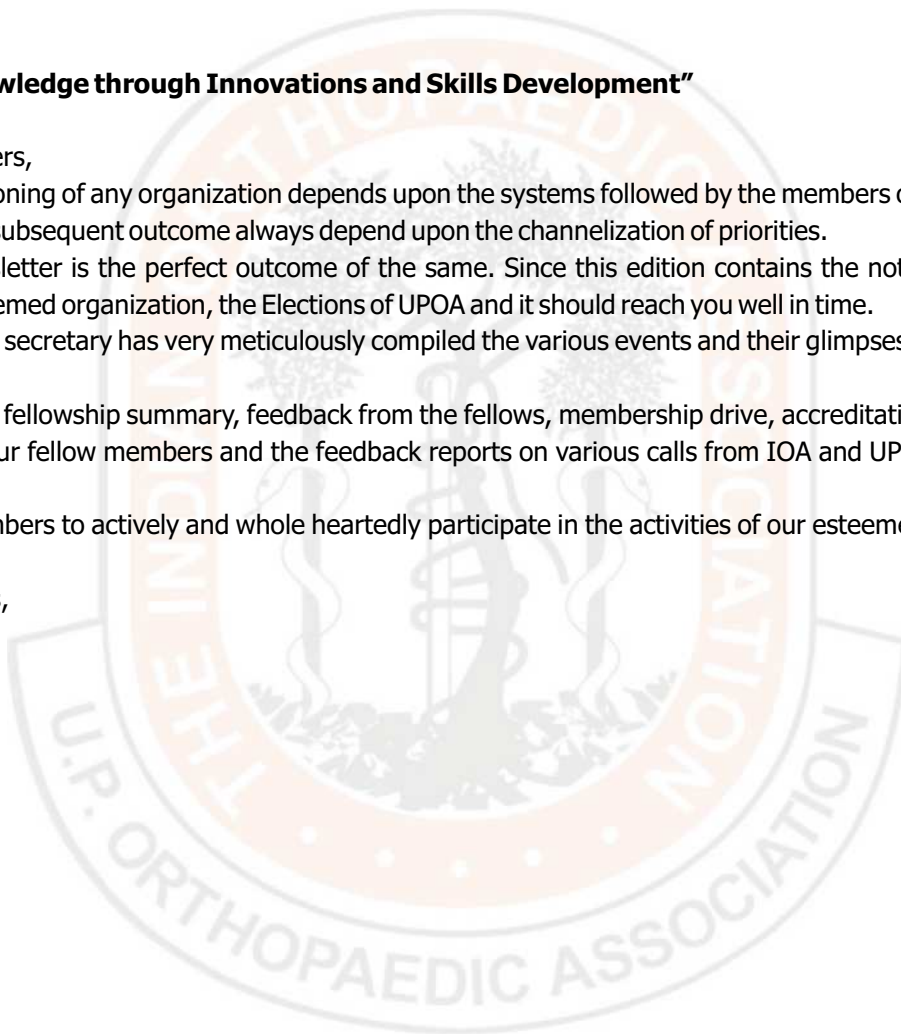 wledge through Innovations and Skills Development”
ers,
oning of any organization depends upon the systems followed by the members o
subsequent outcome always depend upon the channelization of priorities.
sletter is the perfect outcome of the same. Since this edition contains the not
emed organization, the Elections of UPOA and it should reach you well in time.
secretary has very meticulously compiled the various events and their glimpses
fellowship summary, feedback from the fellows, membership drive, accreditati
ur fellow members and the feedback reports on various calls from IOA and UP
nbers to actively and whole heartedly participate in the activities of our esteeme
s,
THE INDIAN ORTHOPAEDIC ASSOCIATION
U.P. ORTHOPAEDIC ASSOCIATION